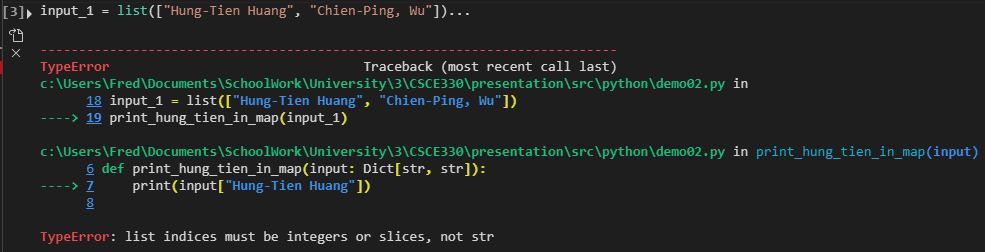 [3] input_1 = list(["Hung-Tien Huang", "Chien-Ping, Wu"])...
---------------------------------------------------------------------------
TypeError                                 Traceback (most recent call last)
c:\Users\Fred\Documents\SchoolWork\University\3\CSCE330\presentation\src\python\demo02.py in
      18 input_1 = list(["Hung-Tien Huang", "Chien-Ping, Wu"])
----> 19 print_hung_tien_in_map(input_1)
c:\Users\Fred\Documents\SchoolWork\University\3\CSCE330\presentation\src\python\demo02.py in print_hung_tien_in_map(input)
      6 def print_hung_tien_in_map(input: Dict[str, str]):
----> 7     print(input["Hung-Tien Huang"])
      8
TypeError: list indices must be integers or slices, not str